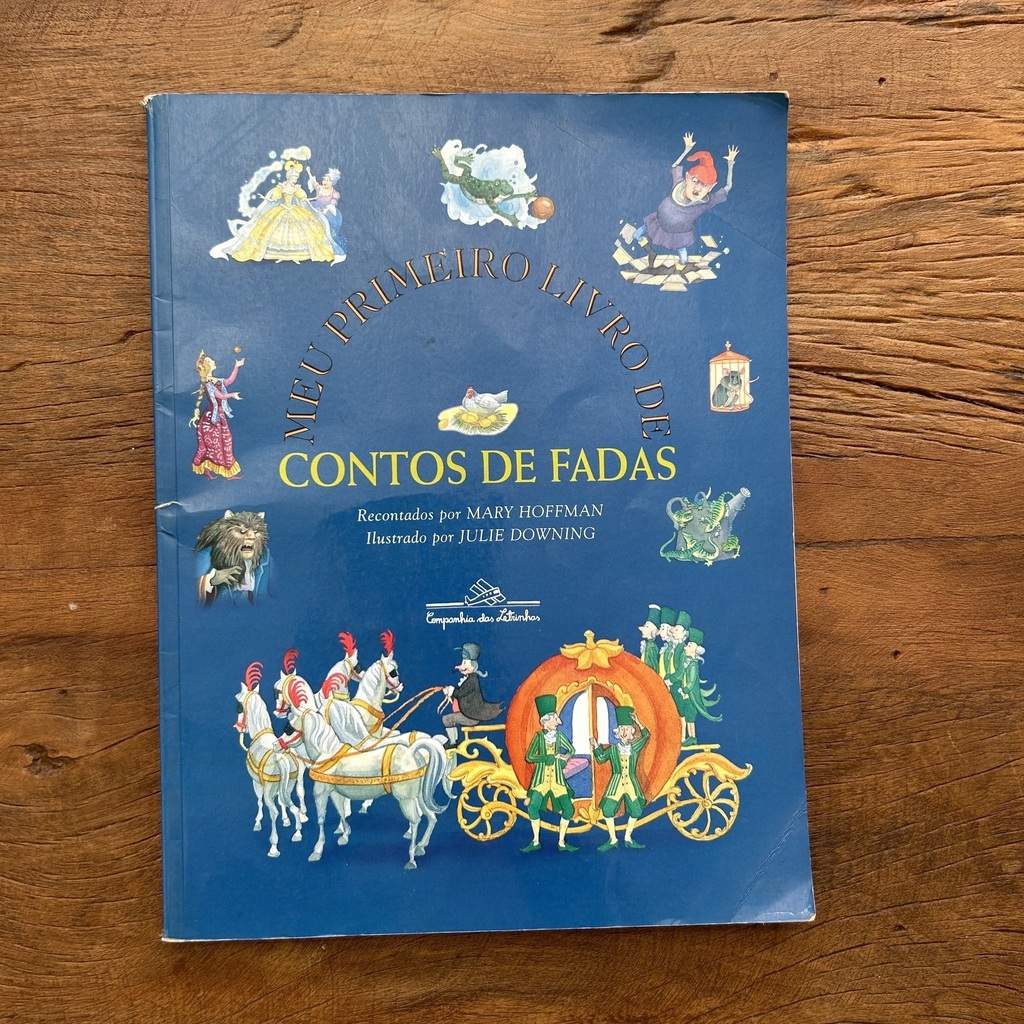 MEU PRIMEIRO LIVRO DE
CONTOS DE FADAS
Recontados por MARY HOFFMAN
Ilustrado por JULIE DOWNING
Companhia das Letrinhas